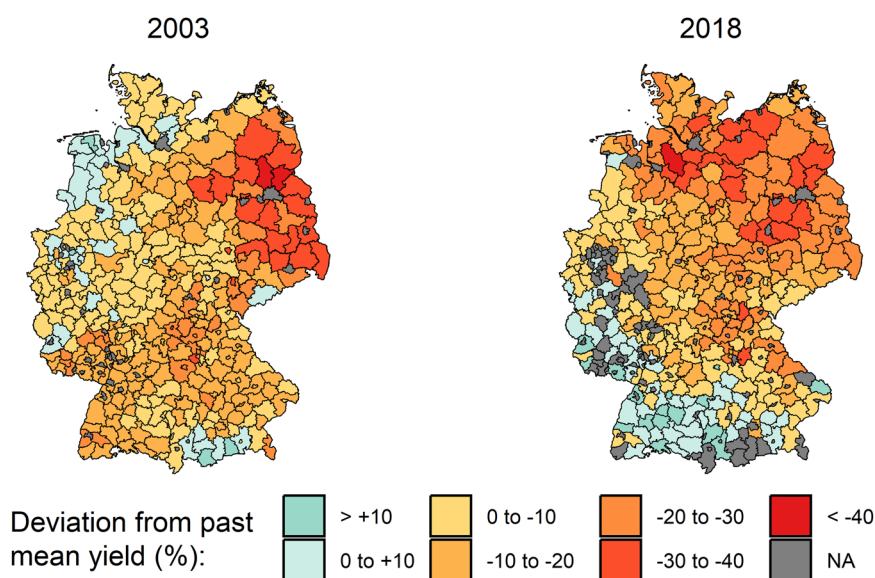 2003
2018
Deviation from past
mean yield (%):
> +10
0 to -10
-20 to -30
< -40
0 to +10
-10 to -20
-30 to -40
NA